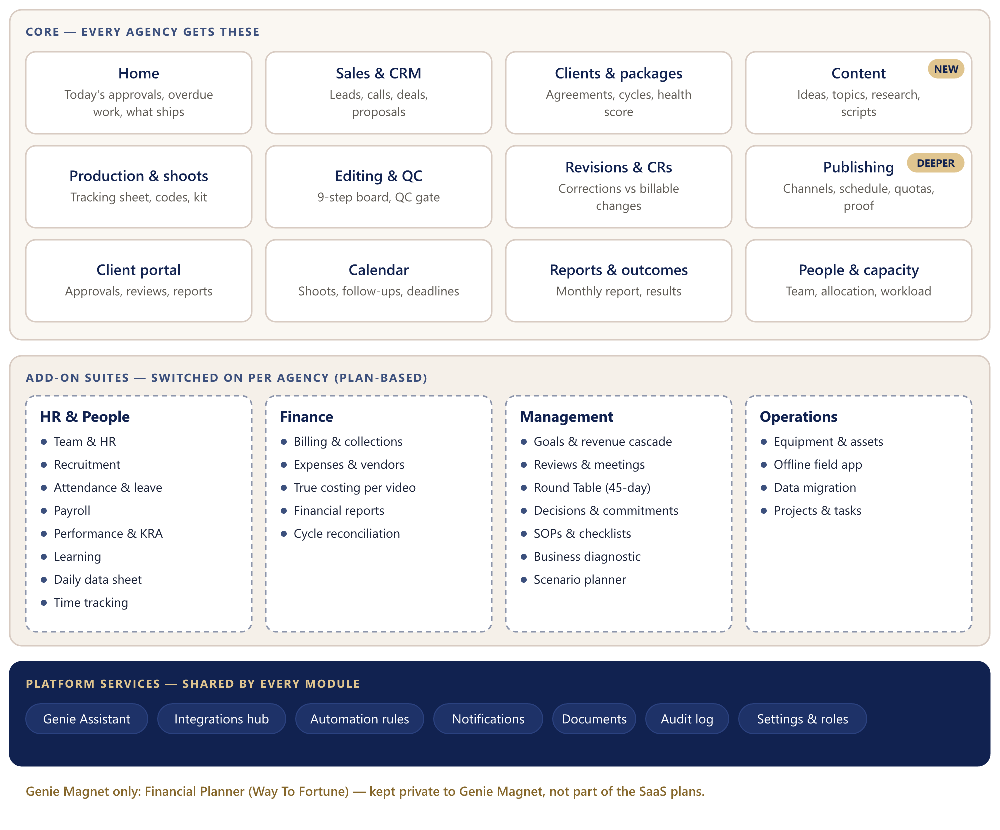 CORE — EVERY AGENCY GETS THESE
Home
Today's approvals, overdue
work, what ships
Sales & CRM
Leads, calls, deals,
proposals
Clients & packages
Agreements, cycles, health
score
Content
NEW
Ideas, topics, research,
scripts
Production & shoots
Tracking sheet, codes, kit
Editing & QC
9-step board, QC gate
Revisions & CRs
Corrections vs billable
changes
Publishing
DEEPER
Channels, schedule, quotas,
proof
Client portal
Approvals, reviews, reports
Calendar
Shoots, follow-ups, deadlines
Reports & outcomes
Monthly report, results
People & capacity
Team, allocation, workload
ADD-ON SUITES — SWITCHED ON PER AGENCY (PLAN-BASED)
HR & People
Team & HR
Recruitment
Attendance & leave
Payroll
Performance & KRA
Learning
Daily data sheet
Time tracking
Finance
Billing & collections
Expenses & vendors
True costing per video
Financial reports
Cycle reconciliation
Management
Goals & revenue cascade
Reviews & meetings
Round Table (45-day)
Decisions & commitments
SOPs & checklists
Business diagnostic
Scenario planner
Operations
Equipment & assets
Offline field app
Data migration
Projects & tasks
PLATFORM SERVICES — SHARED BY EVERY MODULE
Genie Assistant
Integrations hub
Automation rules
Notifications
Documents
Audit log
Settings & roles
Genie Magnet only: Financial Planner (Way To Fortune) — kept private to Genie Magnet, not part of the SaaS plans.